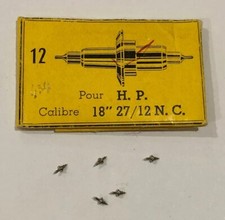 12
Pour H. P.
Calibre 18" 27/12 N. C.